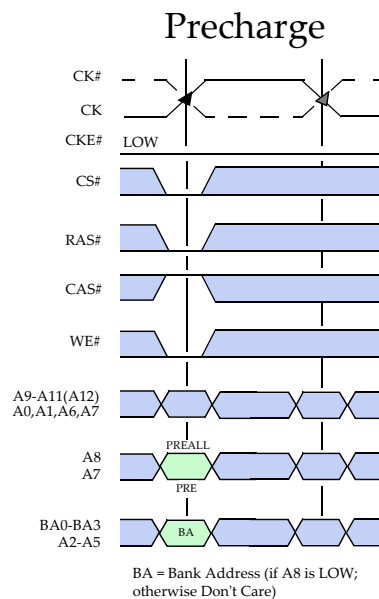 Precharge
CK#
CK
CKE#
LOW
CS#
RAS#
CAS#
WE#
A9-A11(A12)
A0,A1,A6,A7
PREALL
A8
A7
PRE
BA0-BA3
A2-A5
BA
BA = Bank Address (if A8 is LOW;
otherwise Don't Care)